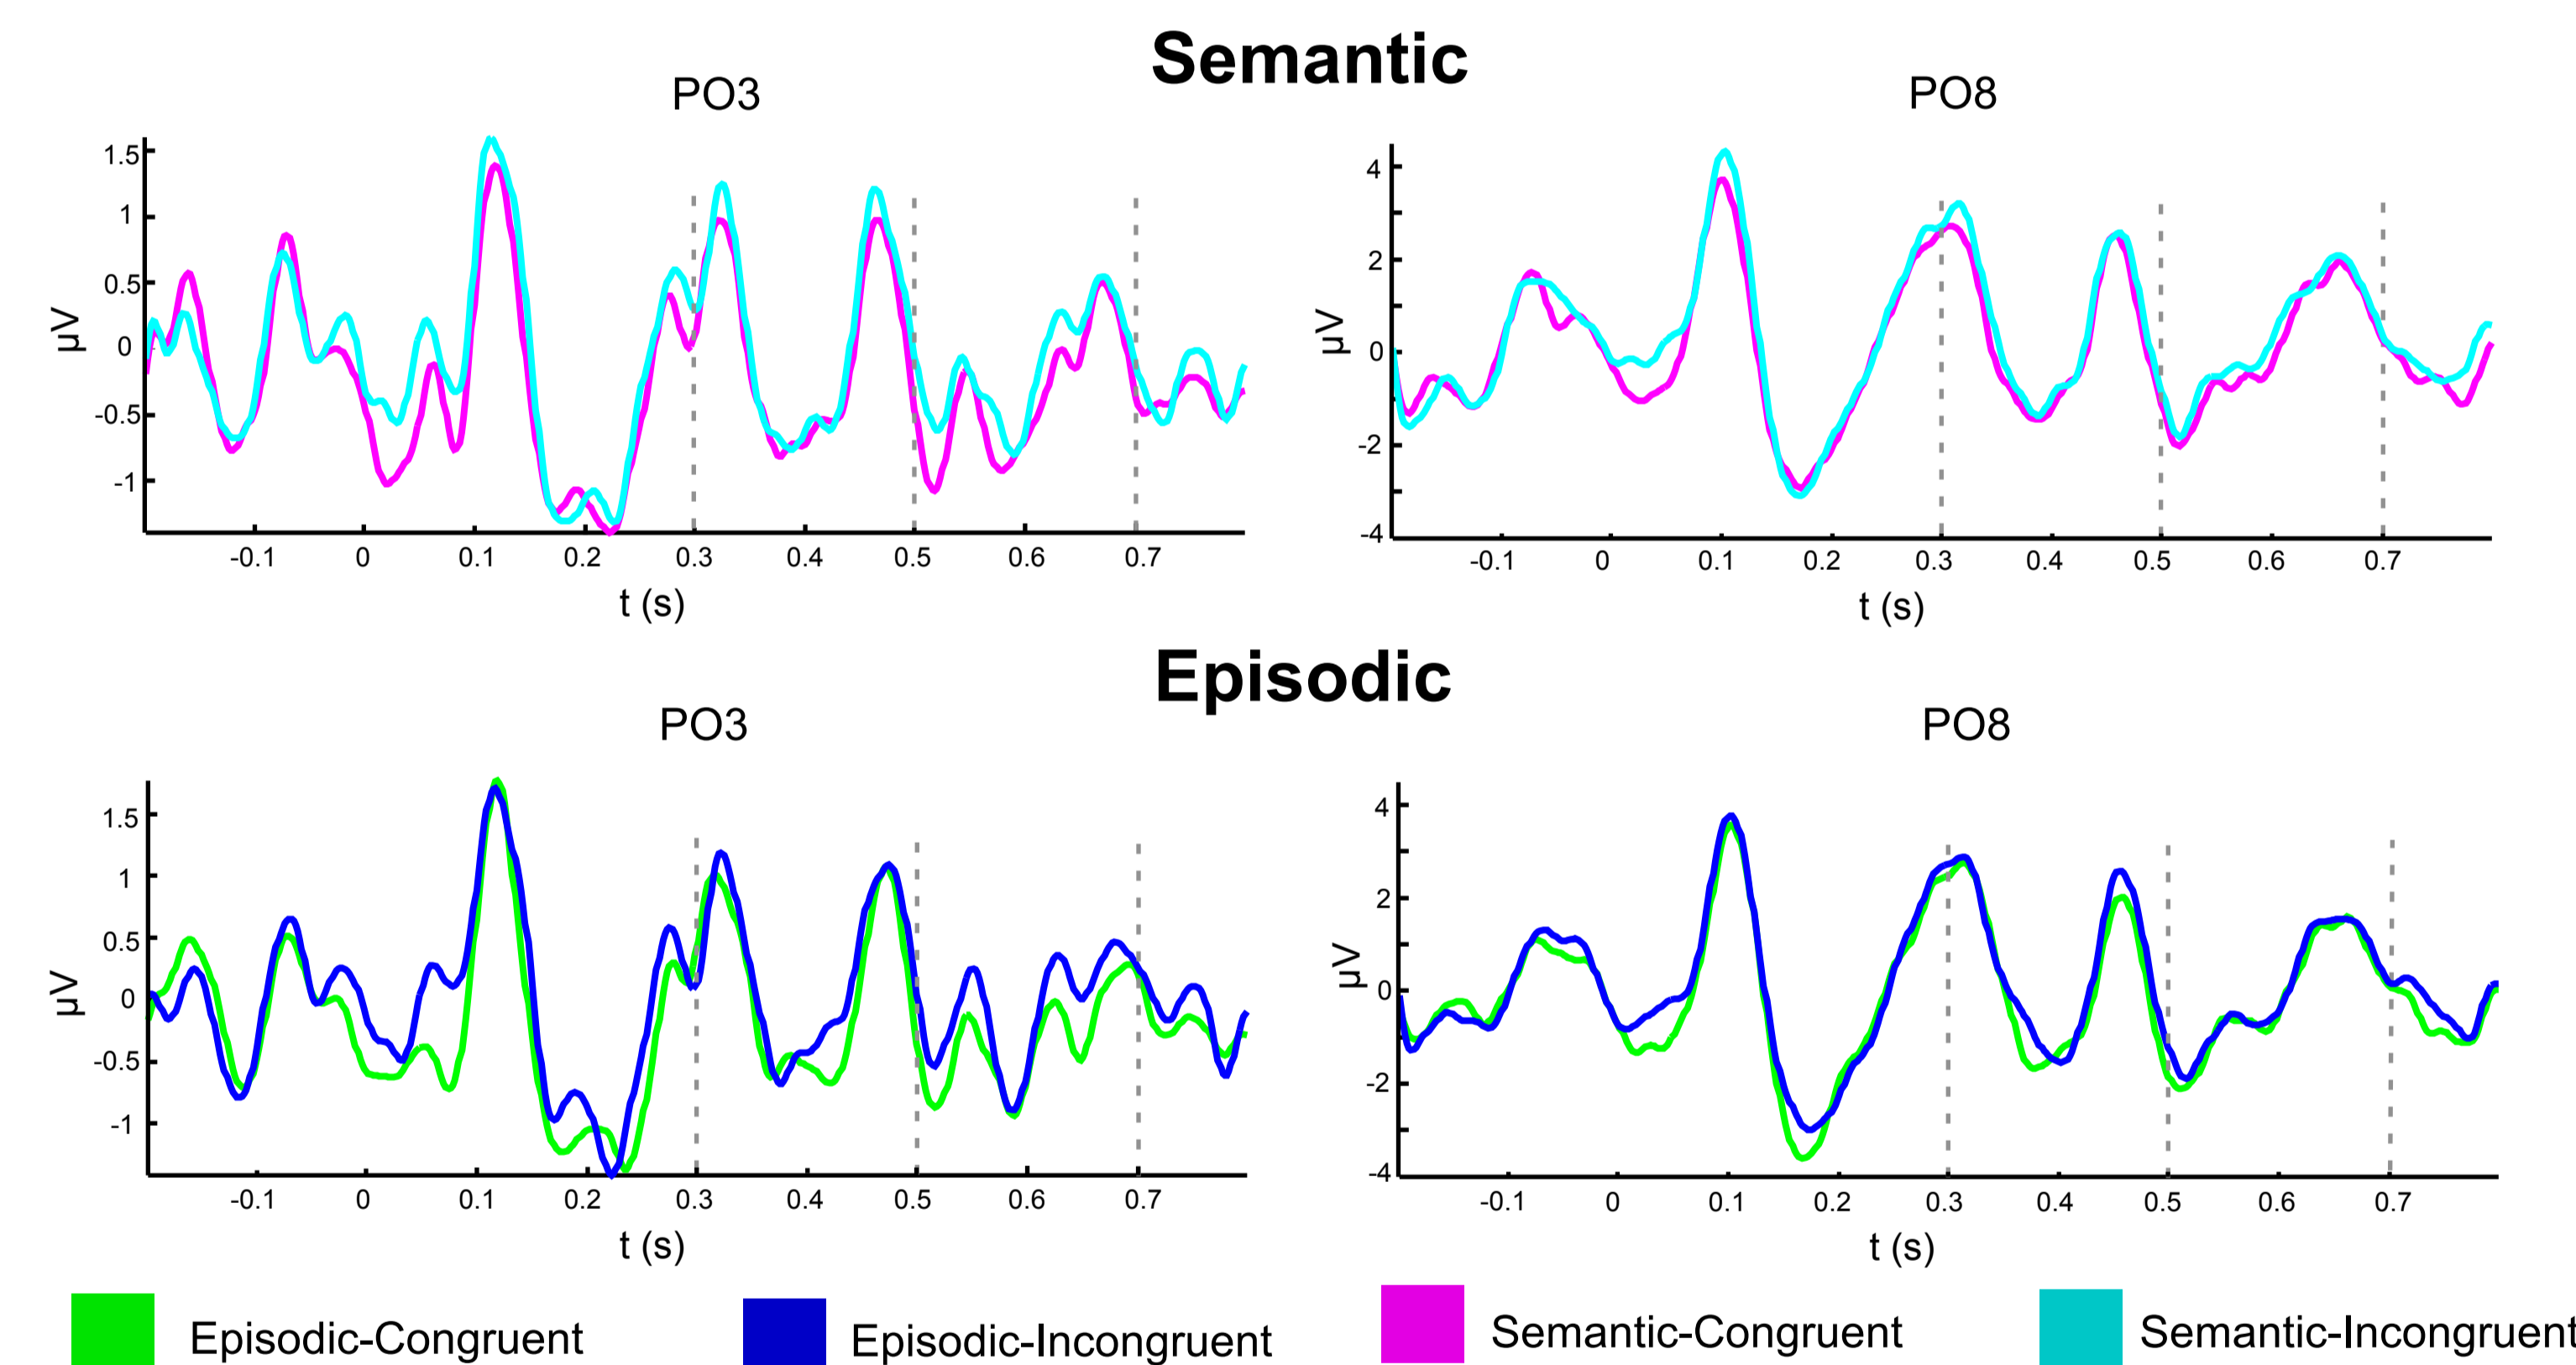 Semantic
PO3 PO8
1.5
1
0.5
0
-0.5
-1
µV
-0.1 0 0.1 0.2 0.3 0.4 0.5 0.6 0.7
t (s)
4
2
0
-2
-4
µV
-0.1 0 0.1 0.2 0.3 0.4 0.5 0.6 0.7
t (s)
Episodic
PO3 PO8
1.5
1
0.5
0
-0.5
-1
µV
-0.1 0 0.1 0.2 0.3 0.4 0.5 0.6 0.7
t (s)
4
2
0
-2
-4
µV
-0.1 0 0.1 0.2 0.3 0.4 0.5 0.6 0.7
t (s)
Episodic-Congruent Episodic-Incongruent Semantic-Congruent Semantic-Incongruent